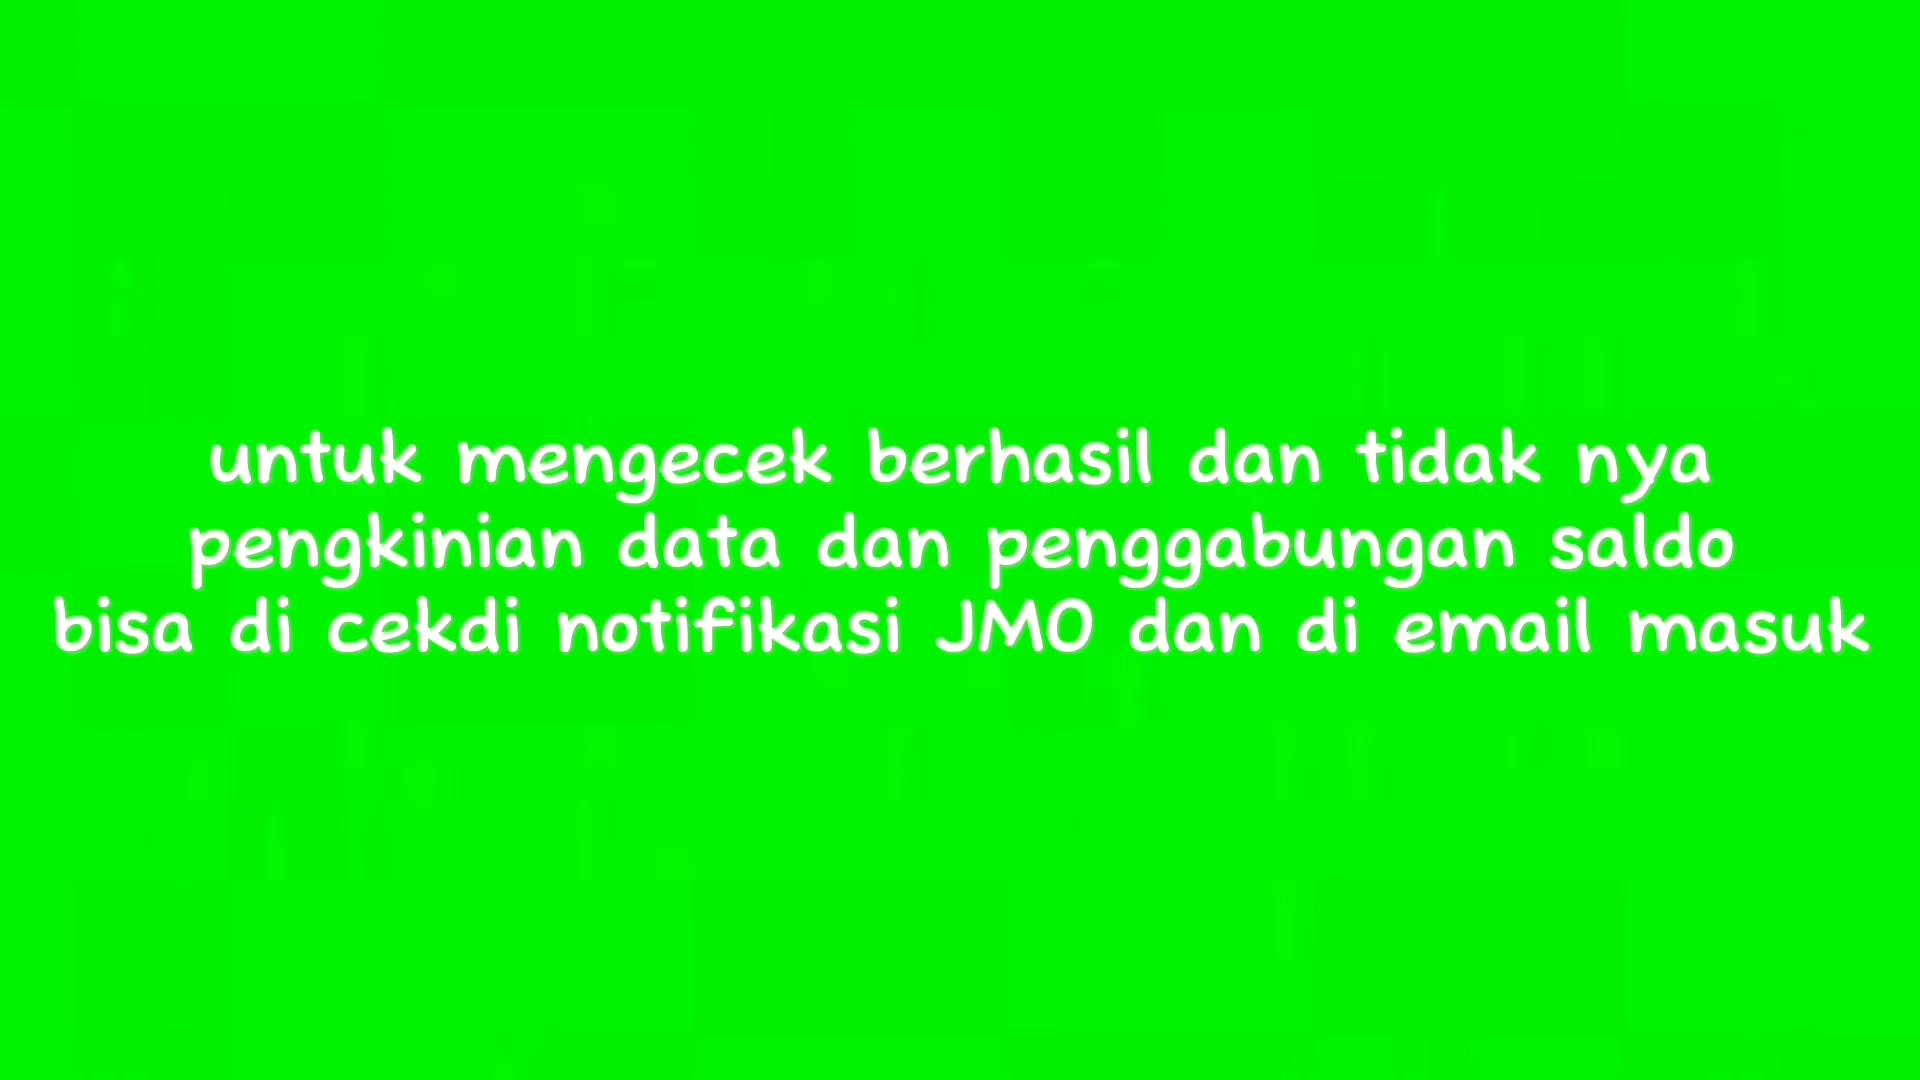 untuk mengecek berhasil dan tidak nya
pengkinian data dan penggabungan saldo
bisa di cekdi notifikasi JMO dan di email masuk